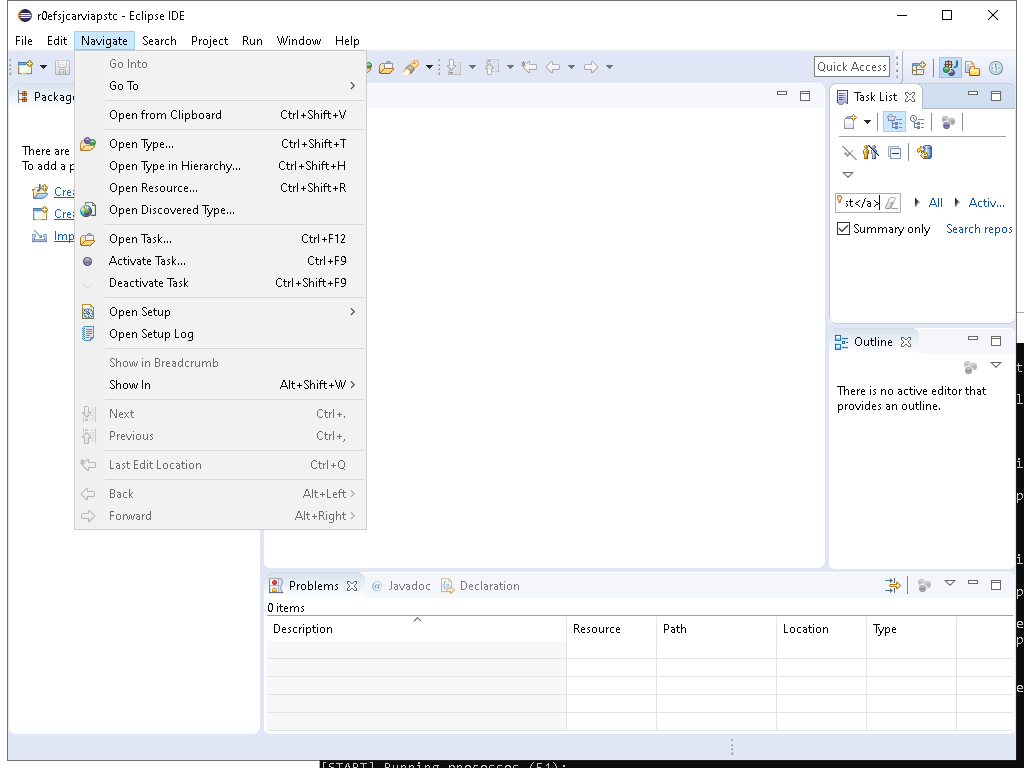 r0efsjcarviapstc - Eclipse IDE
File Edit Navigate Search Project Run Window Help
Quick Access
Go Into
Go To
Open from Clipboard Ctrl+Shift+V
Open Type... Ctrl+Shift+T
Open Type in Hierarchy... Ctrl+Shift+H
Open Resource... Ctrl+Shift+R
Open Discovered Type...
Open Task... Ctrl+F12
Activate Task... Ctrl+F9
Deactivate Task Ctrl+Shift+F9
Open Setup
Open Setup Log
Show in Breadcrumb
Show In Alt+Shift+W
Next Ctrl+.
Previous Ctrl+,
Last Edit Location Ctrl+Q
Back Alt+Left
Forward Alt+Right
There are
To add a
Task List
st</a>
All
Activ...
Summary only
Search repos
Outline
There is no active editor that
provides an outline.
Problems
@ Javadoc
Declaration
0 items
Description Resource Path Location Type
[START] Running processes (F1):